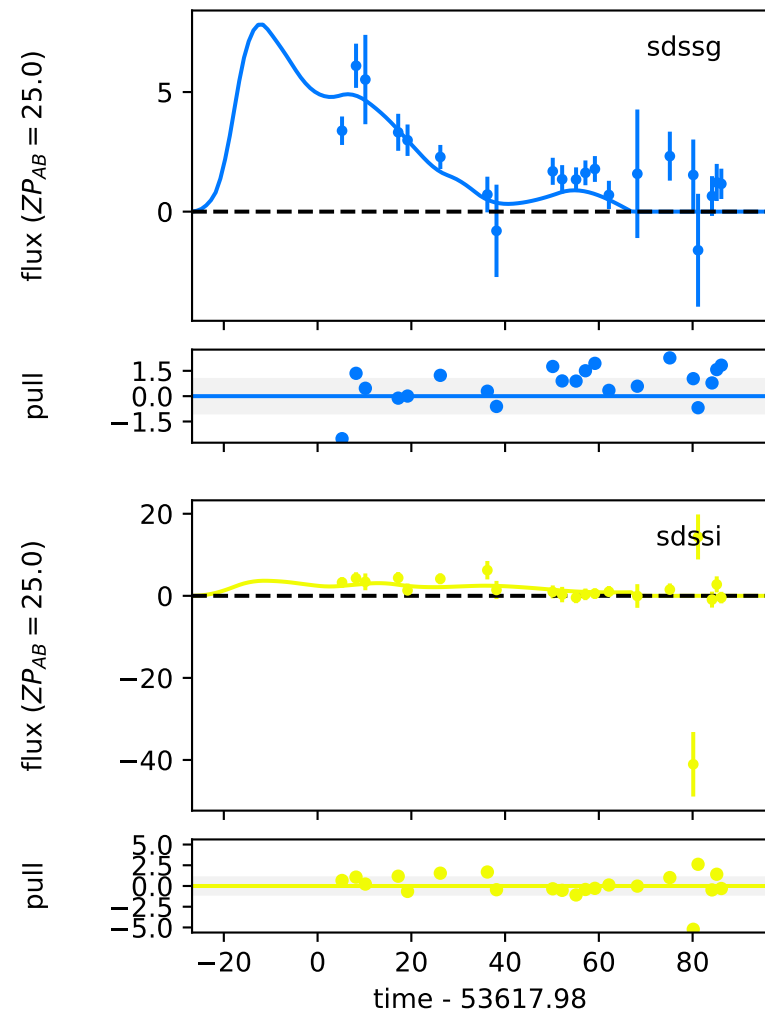 sdssg
flux (ZP_AB = 25.0)
5
0
pull
1.5
0.0
−1.5
sdssi
flux (ZP_AB = 25.0)
20
0
−20
−40
pull
5.0
2.5
0.0
−2.5
−5.0
−20 0 20 40 60 80
time - 53617.98